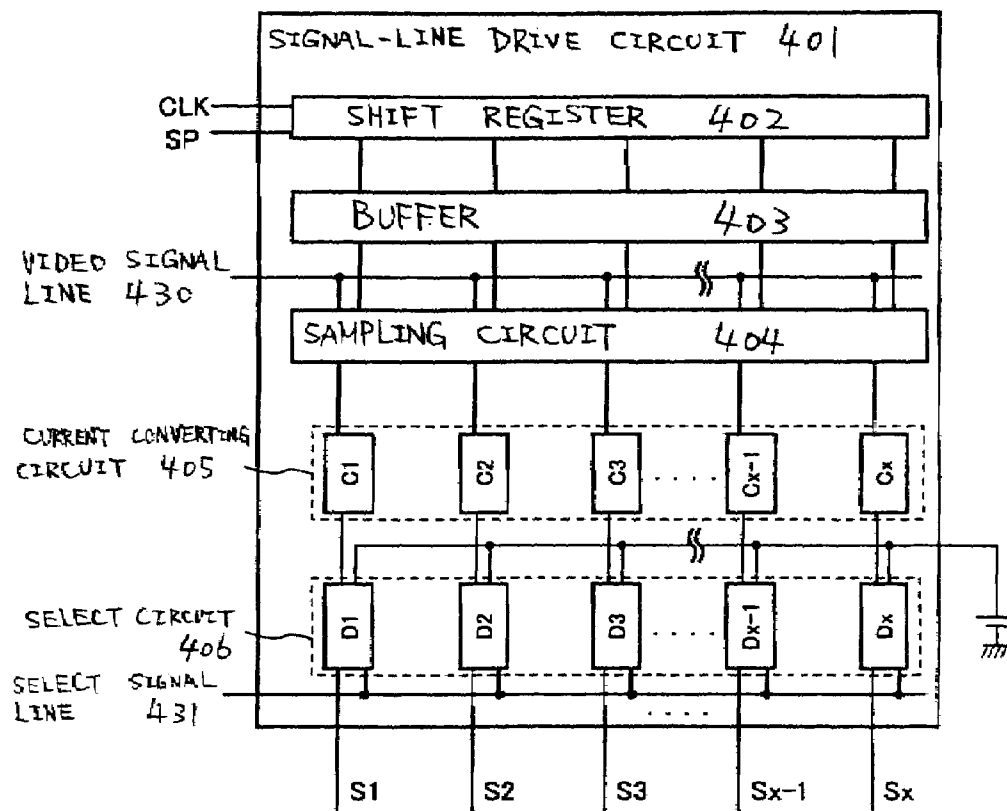 SIGNAL-LINE DRIVE CIRCUIT 401
CLK
SP
SHIFT REGISTER 402
BUFFER 403
VIDEO SIGNAL
LINE 430
SAMPLING CIRCUIT 404
CURRENT CONVERTING
CIRCUIT 405
C1 C2 C3 Cx-1 Cx
SELECT CIRCUIT
406
D1 D2 D3 Dx-1 Dx
SELECT SIGNAL
LINE 431
S1 S2 S3 Sx-1 Sx